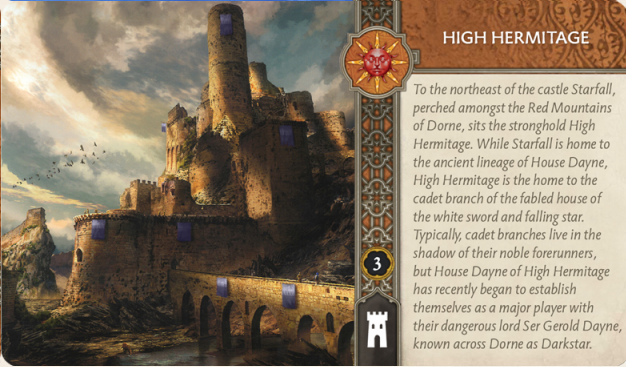 HIGH HERMITAGE
To the northeast of the castle Starfall,
perched amongst the Red Mountains
of Dorne, sits the stronghold High
Hermitage. While Starfall is home to
the ancient lineage of House Dayne,
High Hermitage is the home to the
cadet branch of the fabled house of
the white sword and falling star.
Typically, cadet branches live in the
shadow of their noble forerunners,
but House Dayne of High Hermitage
has recently began to establish
themselves as a major player with
their dangerous lord Ser Gerold Dayne,
known across Dorne as Darkstar.
3